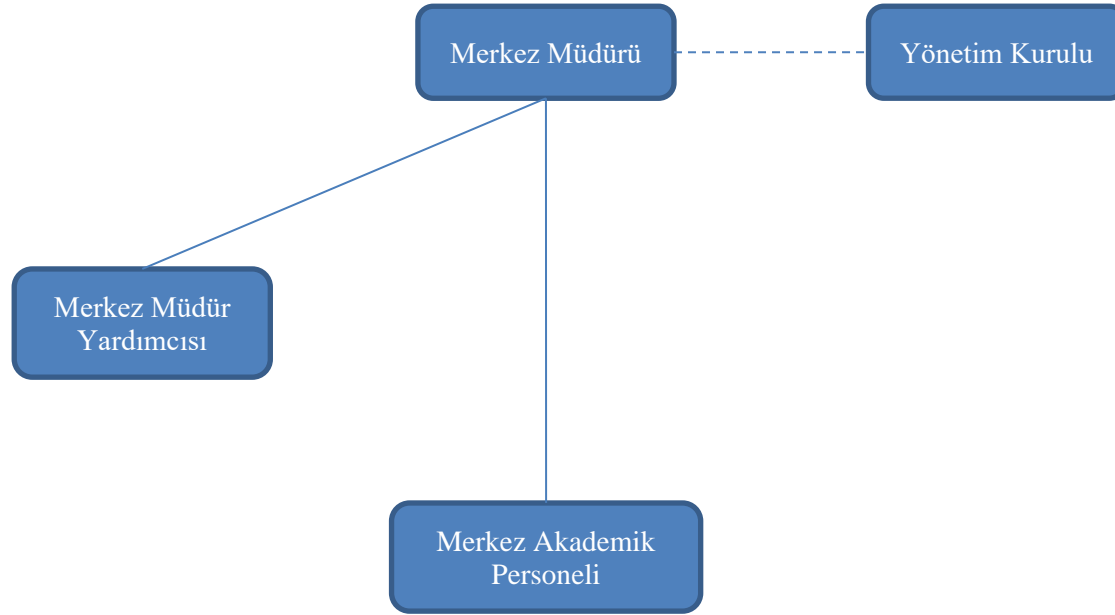 Merkez Müdürü
Yönetim Kurulu
Merkez Müdür
Yardımcısı
Merkez Akademik
Personeli